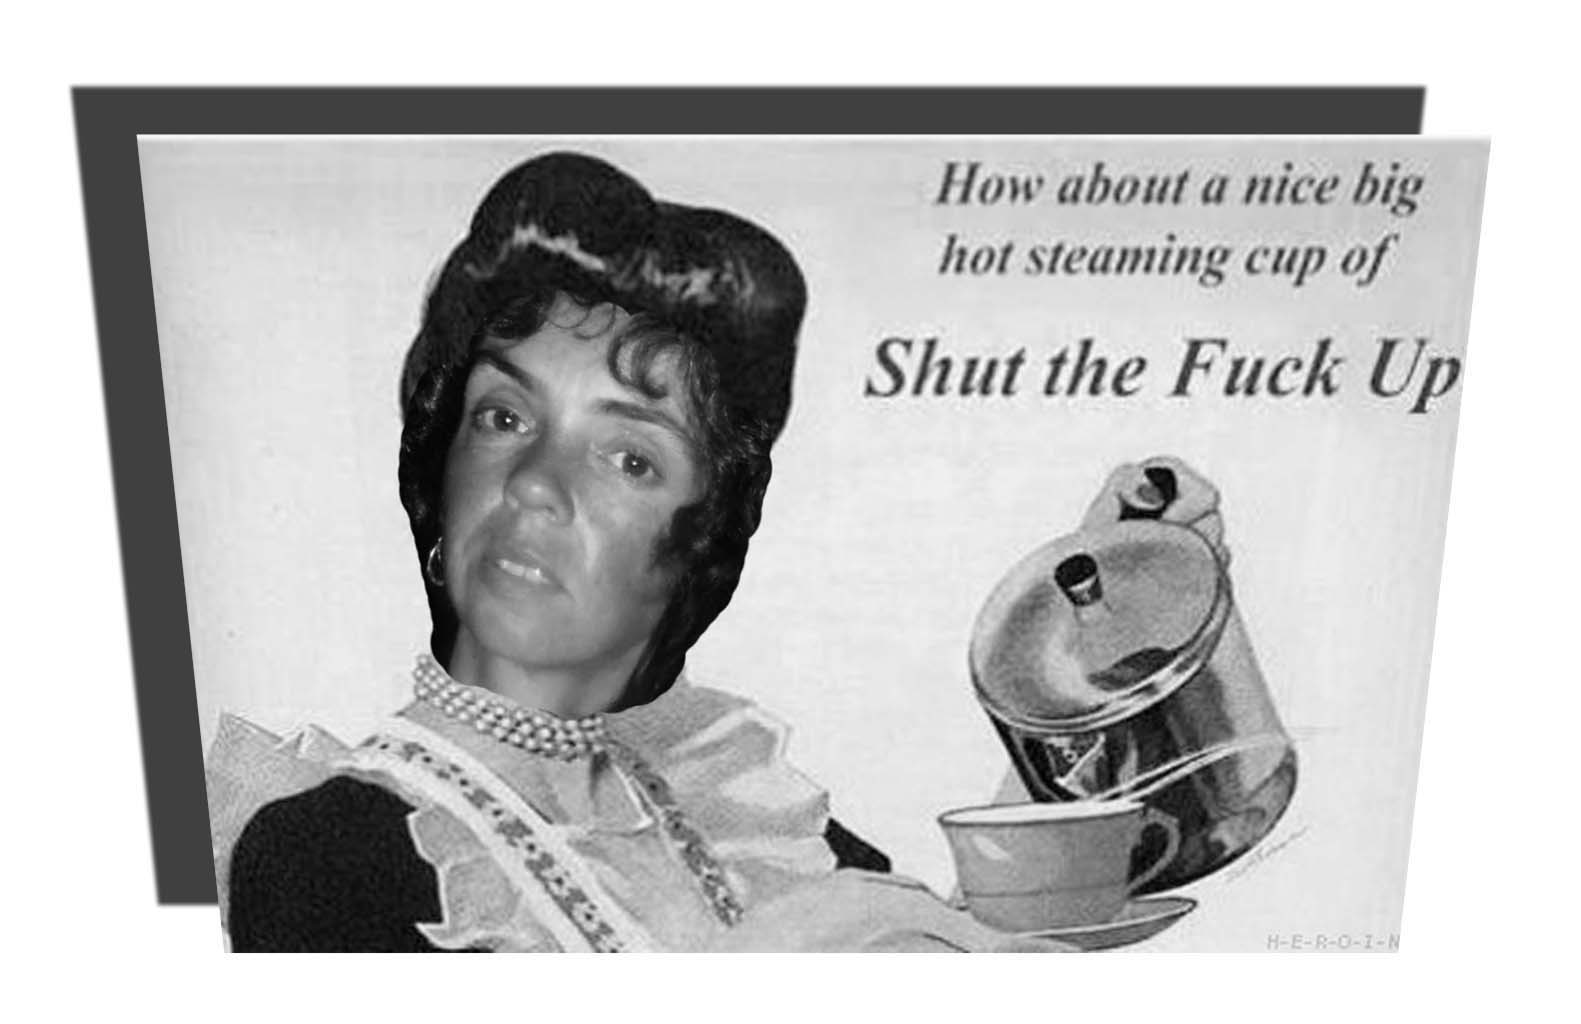 How about a nice big
hot steaming cup of
Shut the Fuck Up
H-E-R-O-I-N